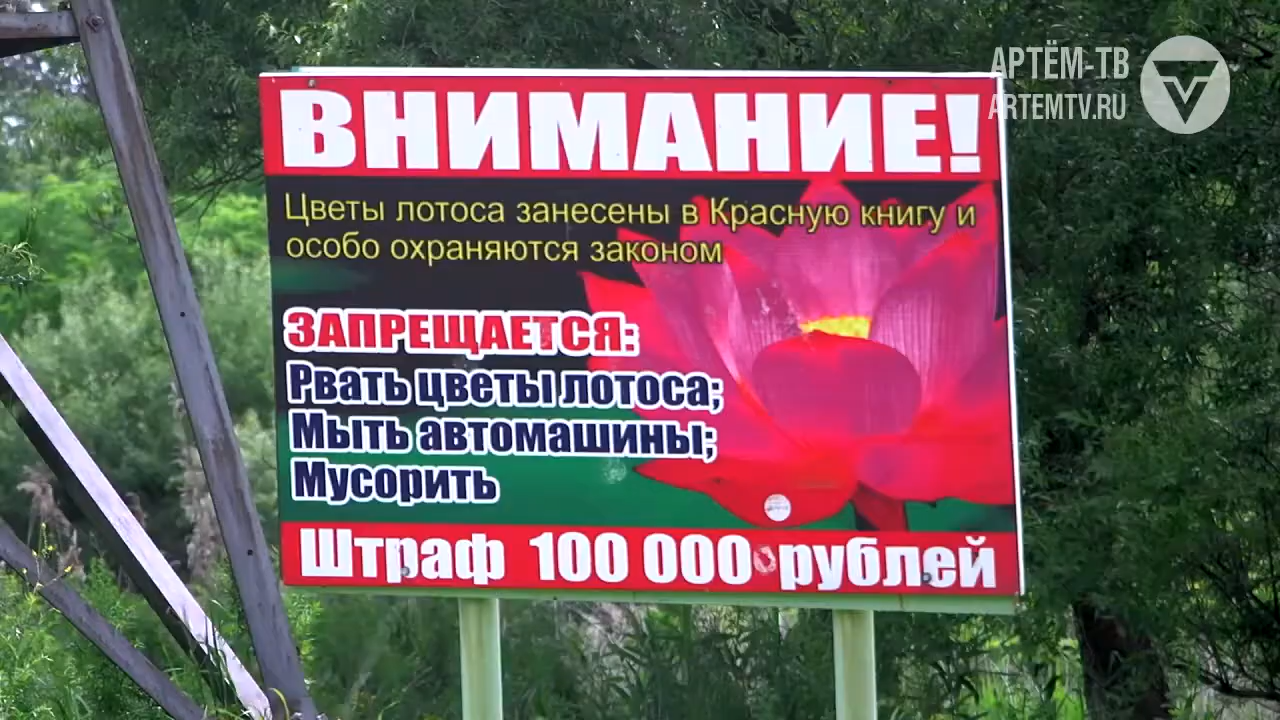 АРТЁМ-ТВ
ARTEMTV.RU
ВНИМАНИЕ!
Цветы лотоса занесены в Красную книгу и
особо охраняются законом
ЗАПРЕЩАЕТСЯ:
Рвать цветы лотоса;
Мыть автомашины;
Мусорить
Штраф 100 000 рублей